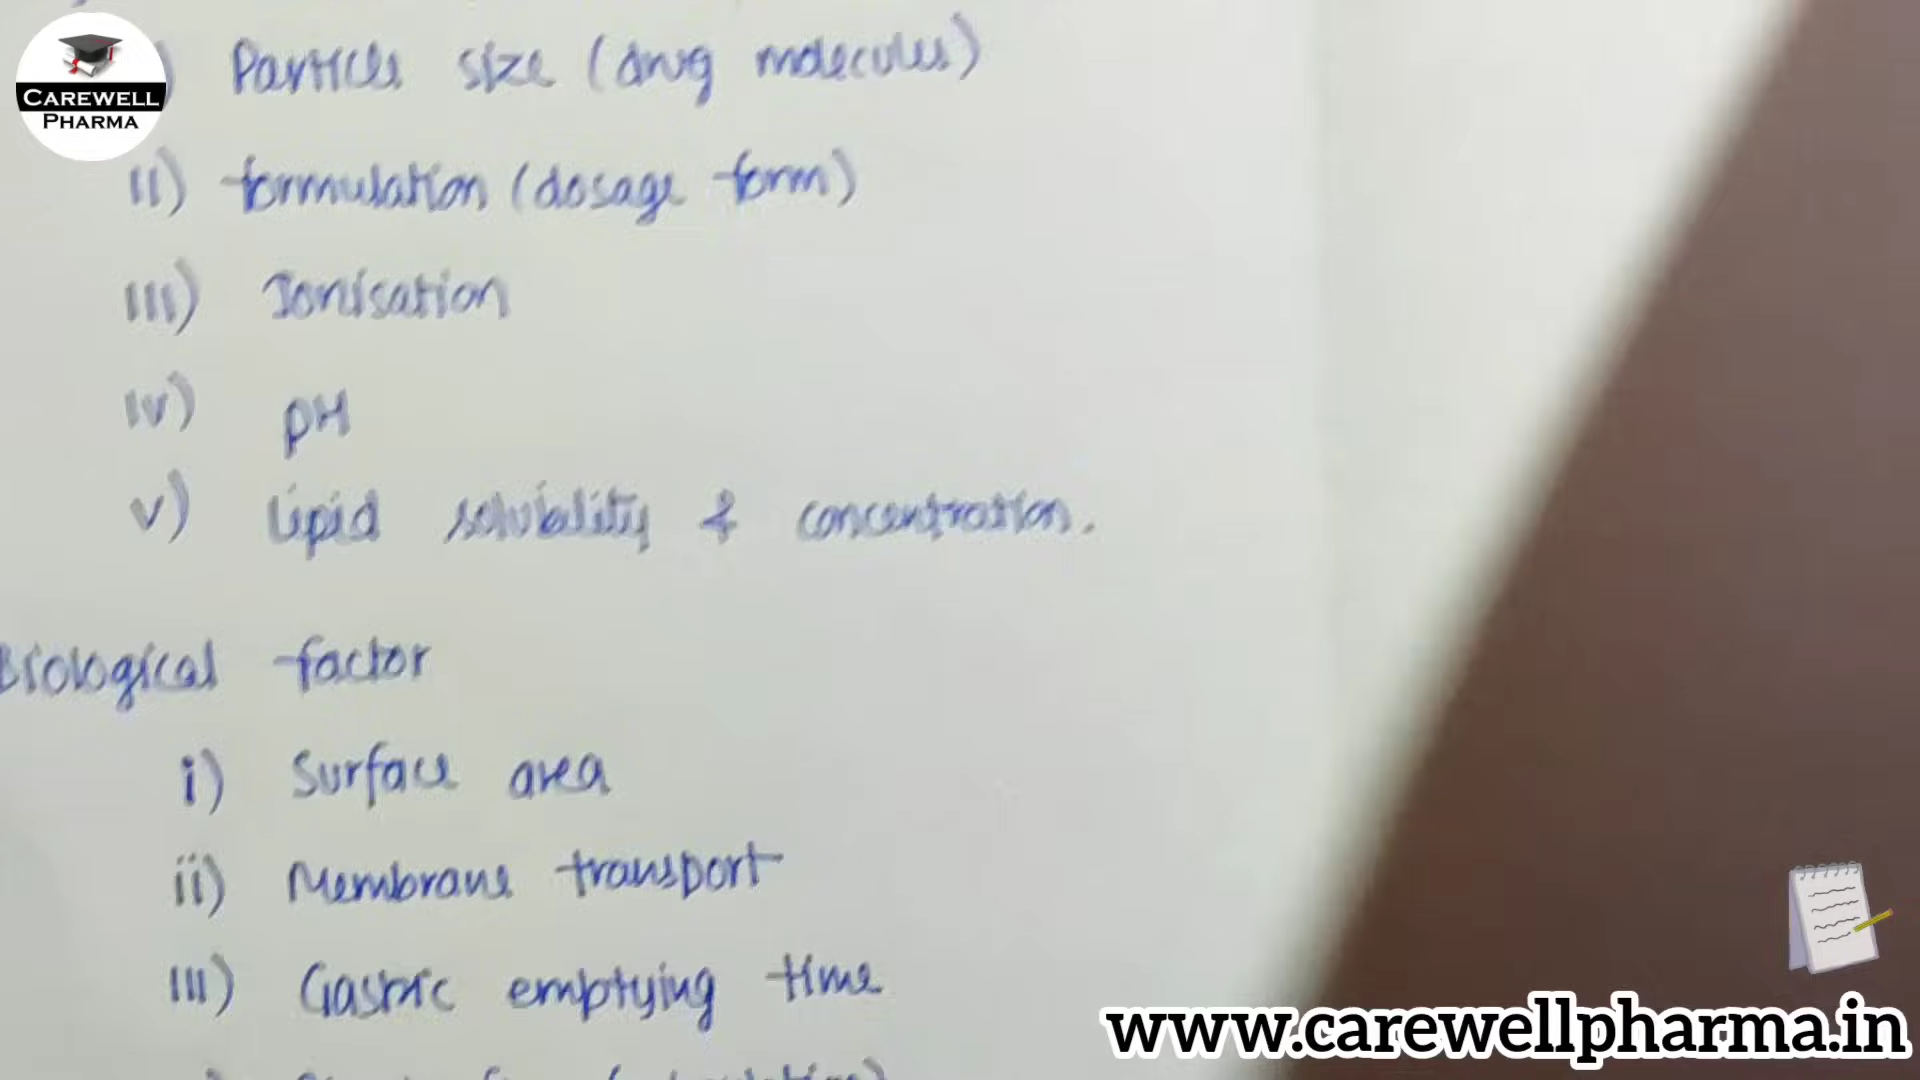 CAREWELL
PHARMA
) Particles size (drug molecules)
ii) formulation (dosage form)
iii) Ionisation
iv) pH
v) Lipid solubility & concentration.
Biological factor
i) Surface area
ii) Membrane transport
iii) Gastric emptying time
www.carewellpharma.in